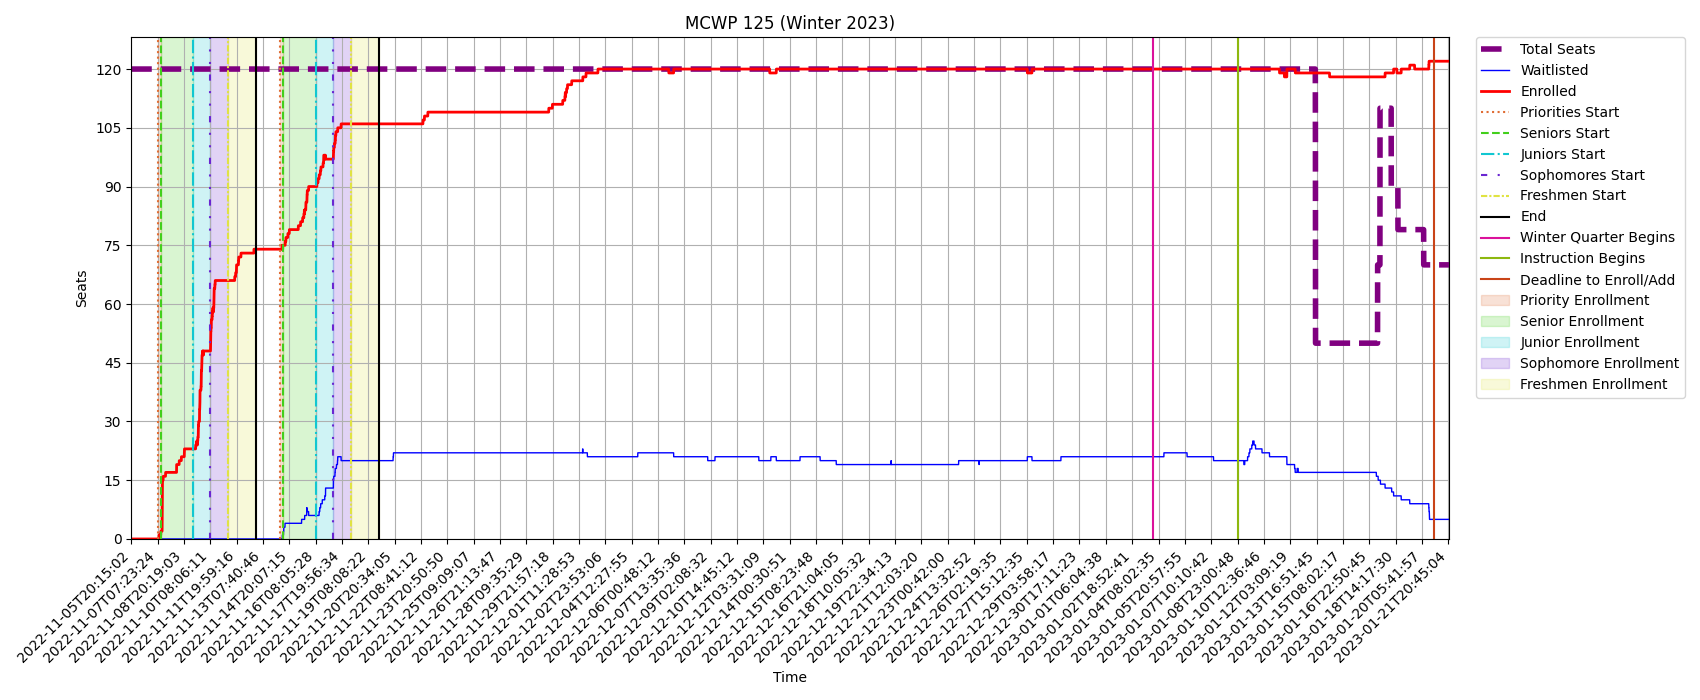 MCWP 125 (Winter 2023)
Seats
120
105
90
75
60
45
30
15
0
2022-11-05T20:15:02
2022-11-07T07:23:24
2022-11-08T20:19:03
2022-11-10T08:06:11
2022-11-11T19:59:16
2022-11-13T07:40:46
2022-11-14T20:07:15
2022-11-16T08:05:28
2022-11-17T19:56:34
2022-11-19T08:08:22
2022-11-20T20:34:05
2022-11-22T08:41:12
2022-11-23T20:50:50
2022-11-25T09:09:07
2022-11-26T21:13:47
2022-11-28T09:35:29
2022-11-29T21:57:18
2022-12-01T11:28:53
2022-12-02T23:53:06
2022-12-04T12:27:55
2022-12-06T00:48:12
2022-12-07T13:35:36
2022-12-09T02:08:32
2022-12-10T14:45:12
2022-12-12T03:31:09
2022-12-14T00:30:51
2022-12-15T08:23:48
2022-12-16T21:04:05
2022-12-18T10:05:32
2022-12-19T22:34:13
2022-12-21T12:03:20
2022-12-23T00:42:00
2022-12-24T13:32:52
2022-12-26T02:19:35
2022-12-27T15:12:35
2022-12-29T03:58:17
2022-12-30T17:11:23
2023-01-01T06:04:38
2023-01-02T18:52:41
2023-01-04T08:02:35
2023-01-05T20:57:55
2023-01-07T10:10:42
2023-01-08T23:00:48
2023-01-10T12:36:46
2023-01-12T03:09:19
2023-01-13T16:51:45
2023-01-15T08:02:17
2023-01-16T22:50:45
2023-01-18T14:17:30
2023-01-20T05:41:57
2023-01-21T20:45:04
Time
Total Seats
Waitlisted
Enrolled
Priorities Start
Seniors Start
Juniors Start
Sophomores Start
Freshmen Start
End
Winter Quarter Begins
Instruction Begins
Deadline to Enroll/Add
Priority Enrollment
Senior Enrollment
Junior Enrollment
Sophomore Enrollment
Freshmen Enrollment